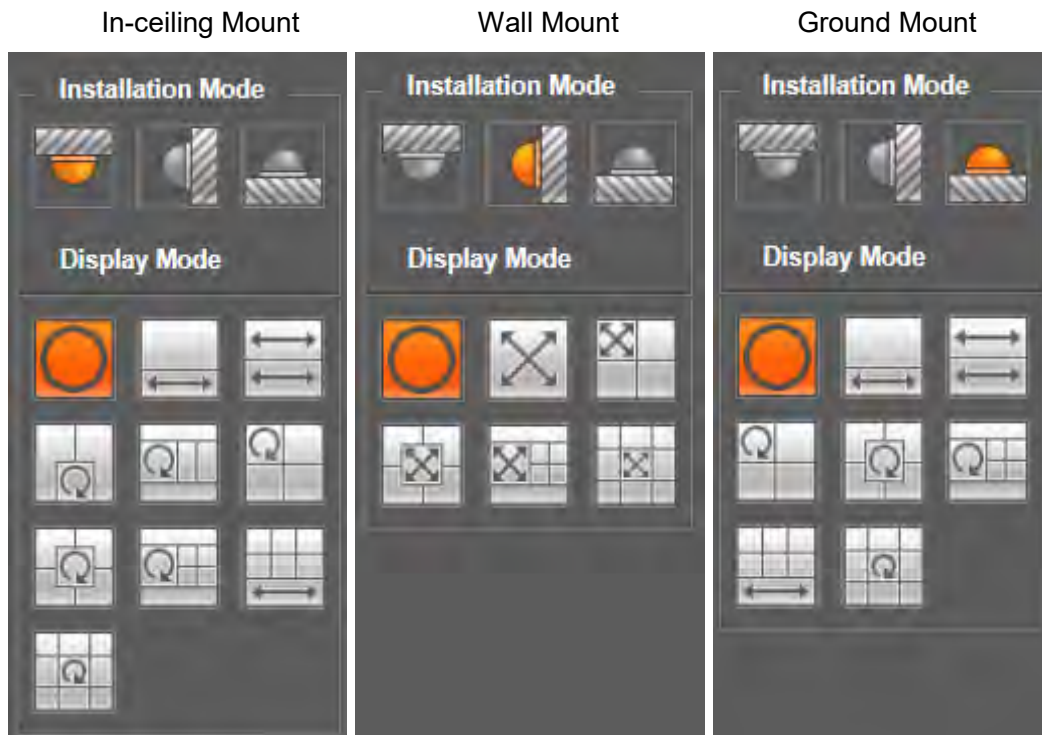 In-ceiling Mount
Wall Mount
Ground Mount
Installation Mode
Installation Mode
Installation Mode
Display Mode
Display Mode
Display Mode